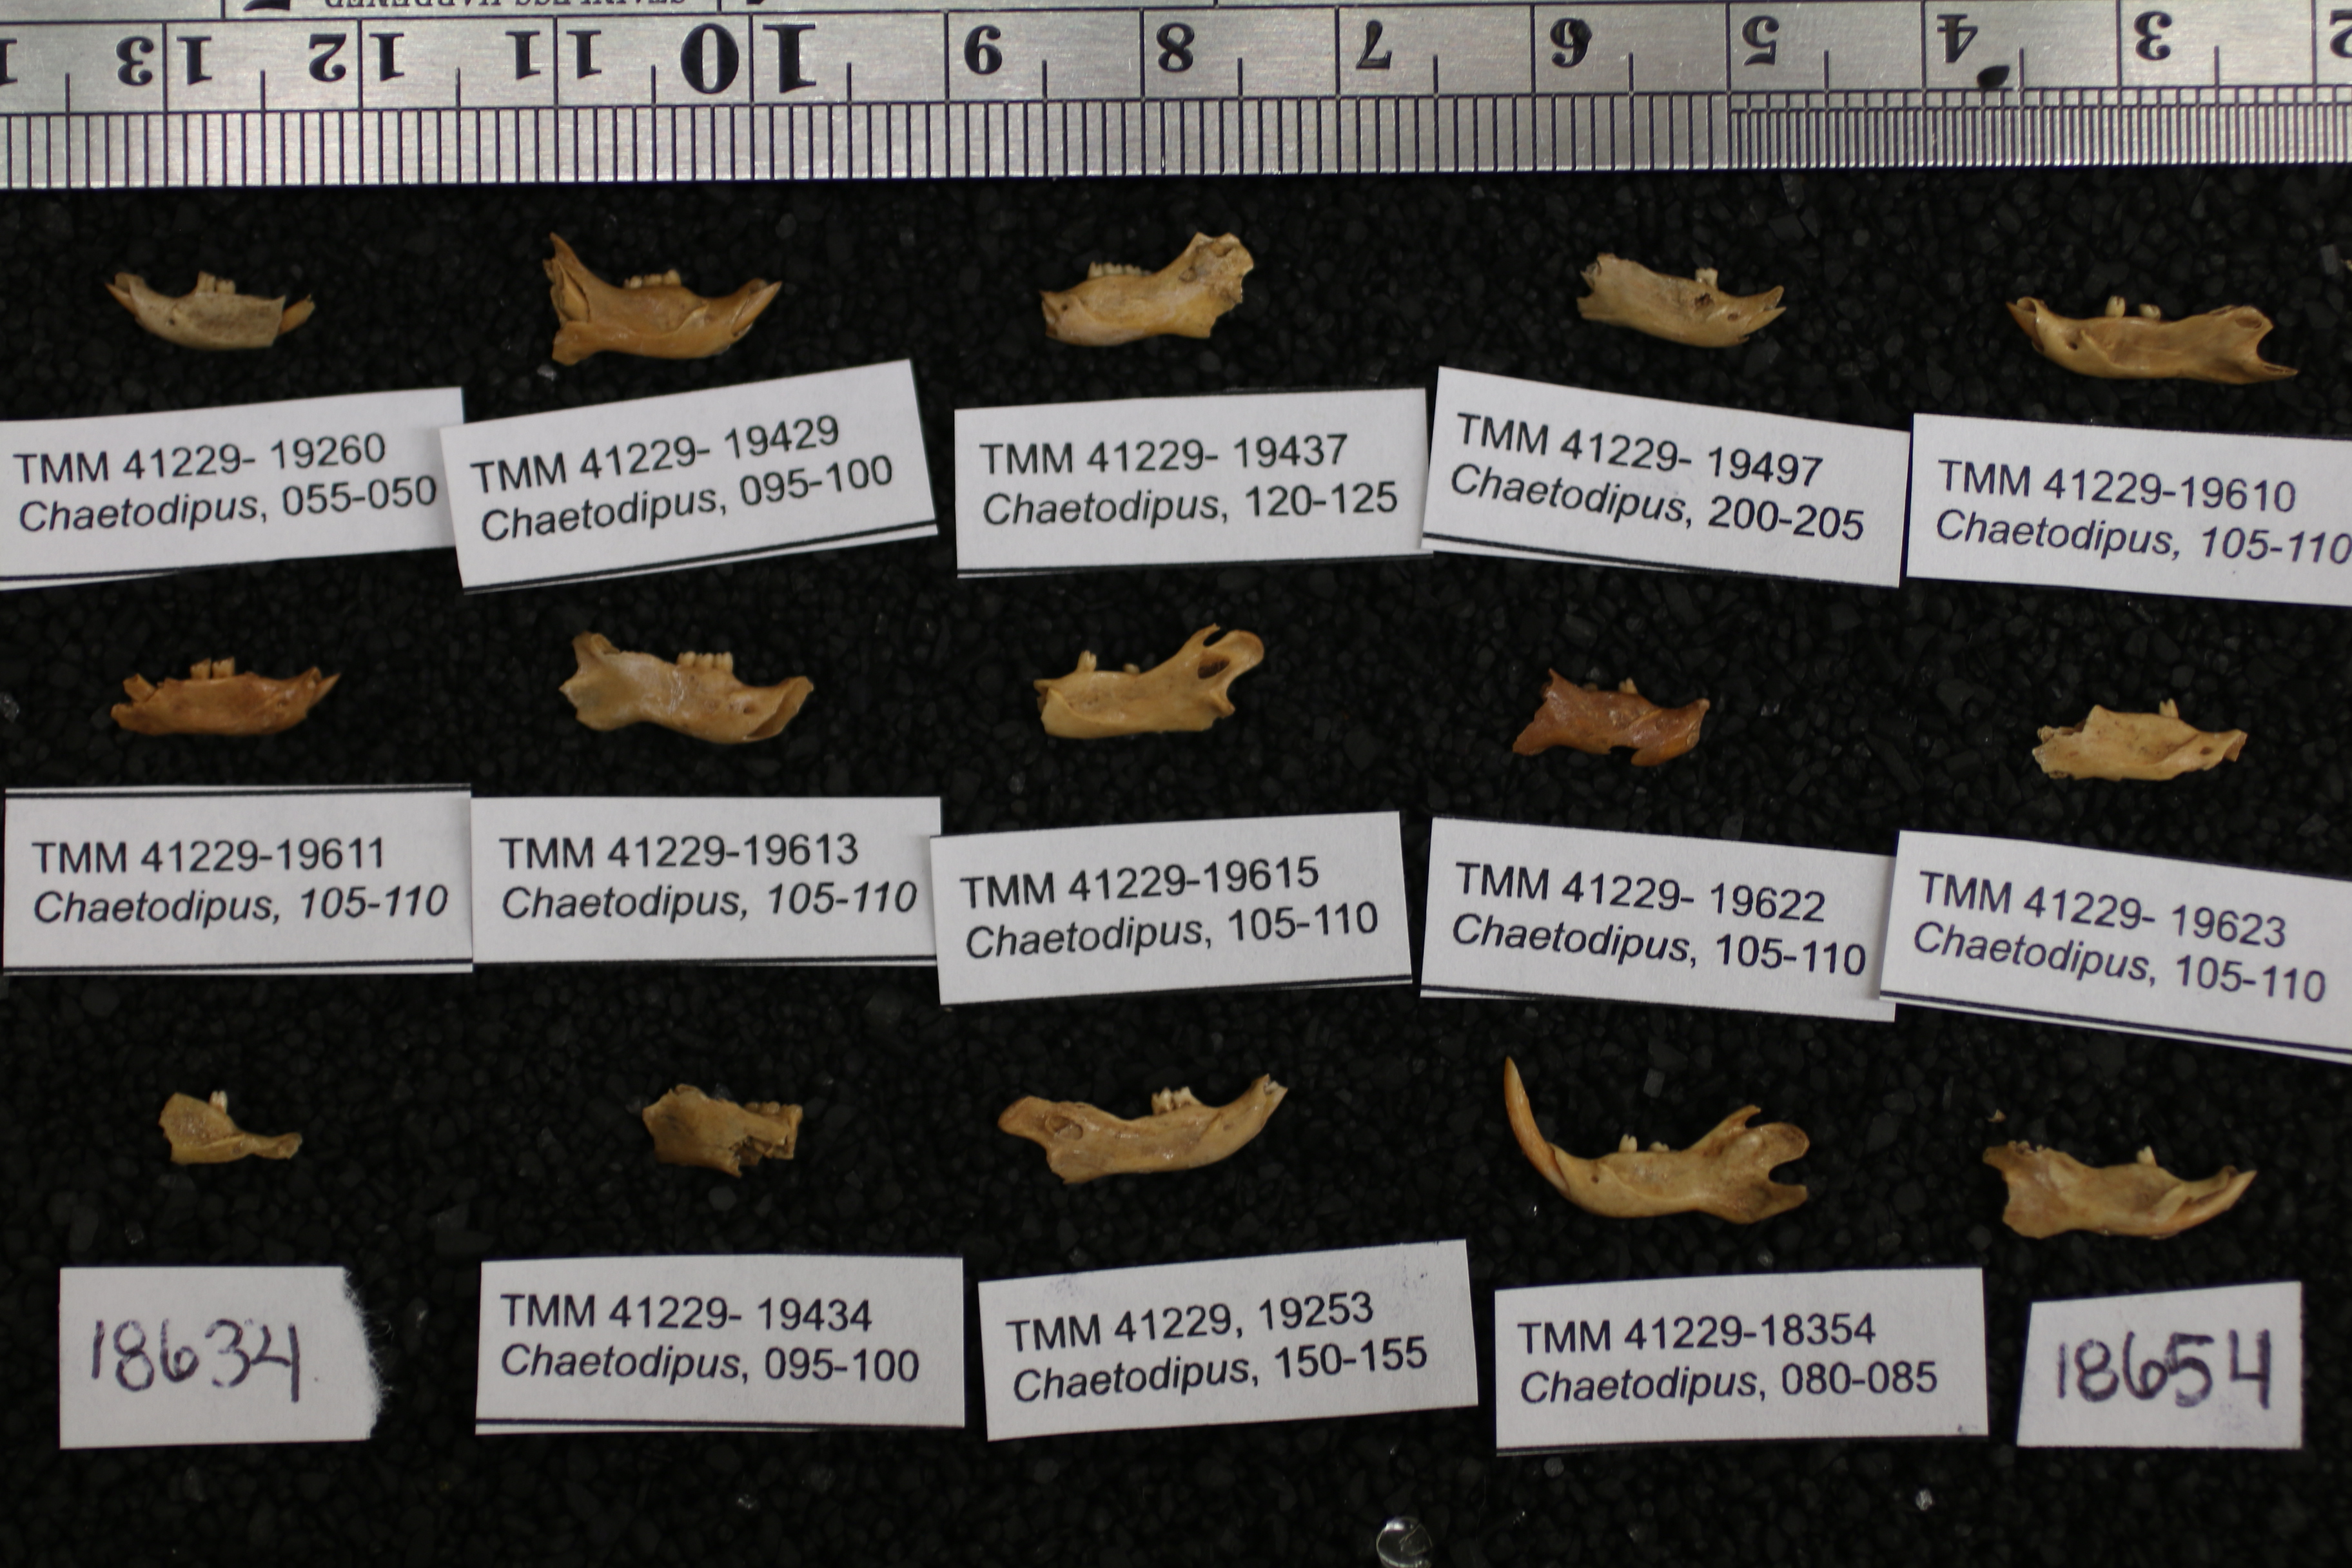 STAINLESS HARDENED
13 12 11 10 9 8 7 6 5 4 3 2
TMM 41229- 19260
Chaetodipus, 055-050
TMM 41229- 19429
Chaetodipus, 095-100
TMM 41229- 19437
Chaetodipus, 120-125
TMM 41229- 19497
Chaetodipus, 200-205
TMM 41229-19610
Chaetodipus, 105-110
TMM 41229-19611
Chaetodipus, 105-110
TMM 41229-19613
Chaetodipus, 105-110
TMM 41229-19615
Chaetodipus, 105-110
TMM 41229- 19622
Chaetodipus, 105-110
TMM 41229- 19623
Chaetodipus, 105-110
18634
TMM 41229- 19434
Chaetodipus, 095-100
TMM 41229, 19253
Chaetodipus, 150-155
TMM 41229-18354
Chaetodipus, 080-085
18654